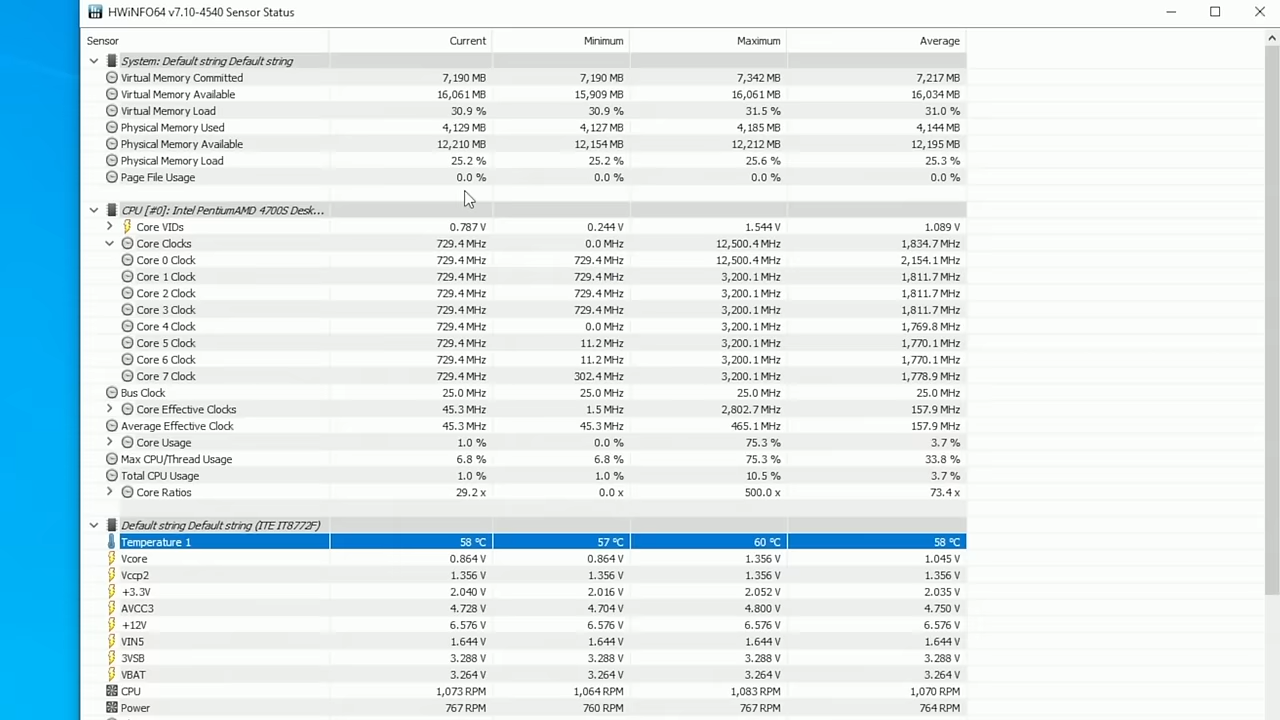 HWiNFO64 v7.10-4540 Sensor Status
Sensor Current Minimum Maximum Average
System: Default string Default string
Virtual Memory Committed 7,190 MB 7,190 MB 7,342 MB 7,217 MB
Virtual Memory Available 16,061 MB 15,909 MB 16,061 MB 16,034 MB
Virtual Memory Load 30.9 % 30.9 % 31.5 % 31.0 %
Physical Memory Used 4,129 MB 4,127 MB 4,185 MB 4,144 MB
Physical Memory Available 12,210 MB 12,154 MB 12,212 MB 12,195 MB
Physical Memory Load 25.2 % 25.2 % 25.6 % 25.3 %
Page File Usage 0.0 % 0.0 % 0.0 % 0.0 %
CPU [#0]: Intel PentiumAMD 4700S Desk...
Core VIDs 0.787 V 0.244 V 1.544 V 1.089 V
Core Clocks 729.4 MHz 0.0 MHz 12,500.4 MHz 1,834.7 MHz
Core 0 Clock 729.4 MHz 729.4 MHz 12,500.4 MHz 2,154.1 MHz
Core 1 Clock 729.4 MHz 729.4 MHz 3,200.1 MHz 1,811.7 MHz
Core 2 Clock 729.4 MHz 729.4 MHz 3,200.1 MHz 1,811.7 MHz
Core 3 Clock 729.4 MHz 729.4 MHz 3,200.1 MHz 1,811.7 MHz
Core 4 Clock 729.4 MHz 0.0 MHz 3,200.1 MHz 1,769.8 MHz
Core 5 Clock 729.4 MHz 11.2 MHz 3,200.1 MHz 1,770.1 MHz
Core 6 Clock 729.4 MHz 11.2 MHz 3,200.1 MHz 1,770.1 MHz
Core 7 Clock 729.4 MHz 302.4 MHz 3,200.1 MHz 1,778.9 MHz
Bus Clock 25.0 MHz 25.0 MHz 25.0 MHz 25.0 MHz
Core Effective Clocks 45.3 MHz 1.5 MHz 2,802.7 MHz 157.9 MHz
Average Effective Clock 45.3 MHz 45.3 MHz 465.1 MHz 157.9 MHz
Core Usage 1.0 % 0.0 % 75.3 % 3.7 %
Max CPU/Thread Usage 6.8 % 6.8 % 75.3 % 33.8 %
Total CPU Usage 1.0 % 1.0 % 10.5 % 3.7 %
Core Ratios 29.2 x 0.0 x 500.0 x 73.4 x
Default string Default string (ITE IT8772F)
Temperature 1 58 °C 57 °C 60 °C 58 °C
Vcore 0.864 V 0.864 V 1.356 V 1.045 V
Vccp2 1.356 V 1.356 V 1.356 V 1.356 V
+3.3V 2.040 V 2.016 V 2.052 V 2.035 V
AVCC3 4.728 V 4.704 V 4.800 V 4.750 V
+12V 6.576 V 6.576 V 6.576 V 6.576 V
VIN5 1.644 V 1.644 V 1.644 V 1.644 V
3VSB 3.288 V 3.288 V 3.288 V 3.288 V
VBAT 3.264 V 3.264 V 3.264 V 3.264 V
CPU 1,073 RPM 1,064 RPM 1,083 RPM 1,070 RPM
Power 767 RPM 760 RPM 767 RPM 764 RPM